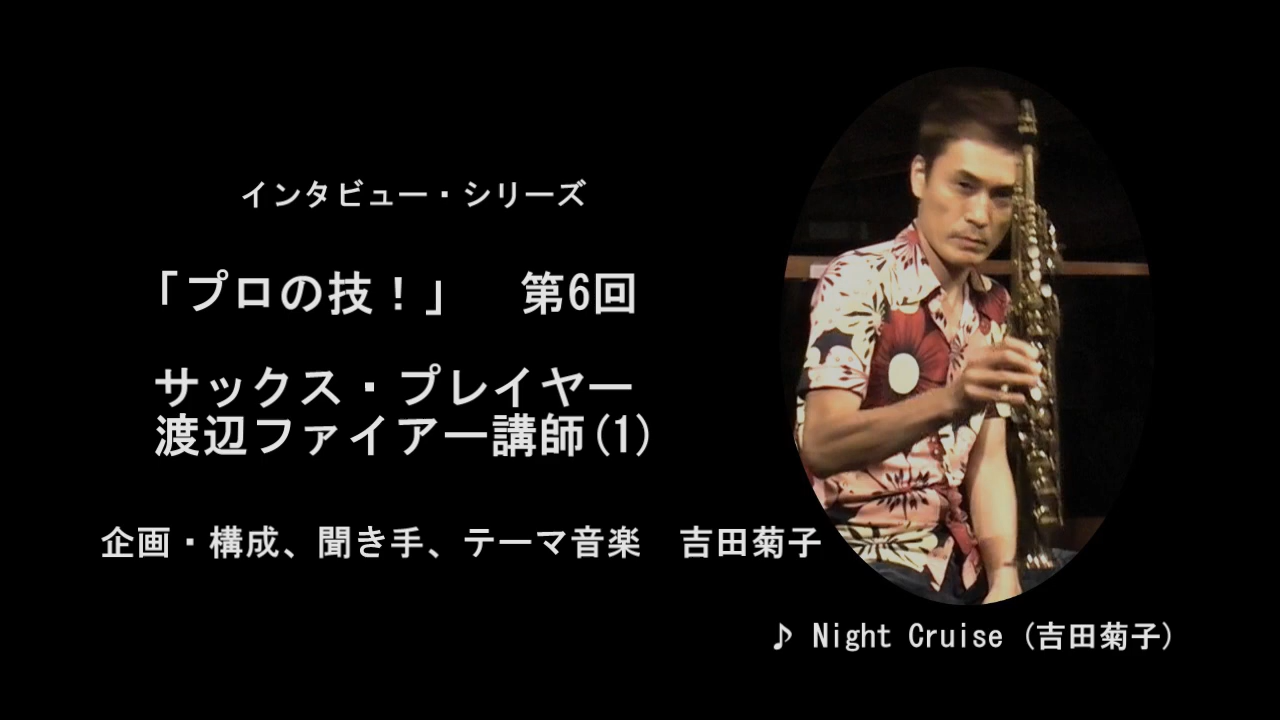 インタビュー・シリーズ
「プロの技！」　第6回
サックス・プレイヤー
渡辺ファイアー講師(1)
企画・構成、聞き手、テーマ音楽　吉田菊子
♪ Night Cruise (吉田菊子)